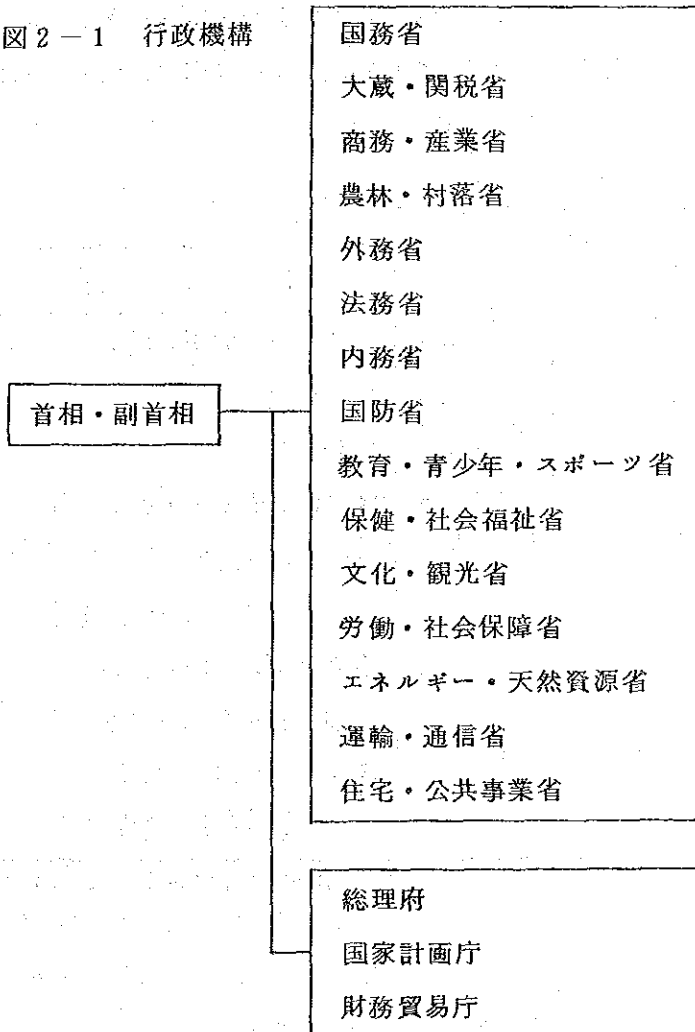 図2－1 行政機構
国務省
大蔵・関税省
商務・産業省
農林・村落省
外務省
法務省
内務省
首相・副首相
国防省
教育・青少年・スポーツ省
保健・社会福祉省
文化・観光省
労働・社会保障省
エネルギー・天然資源省
運輸・通信省
住宅・公共事業省
総理府
国家計画庁
財務貿易庁